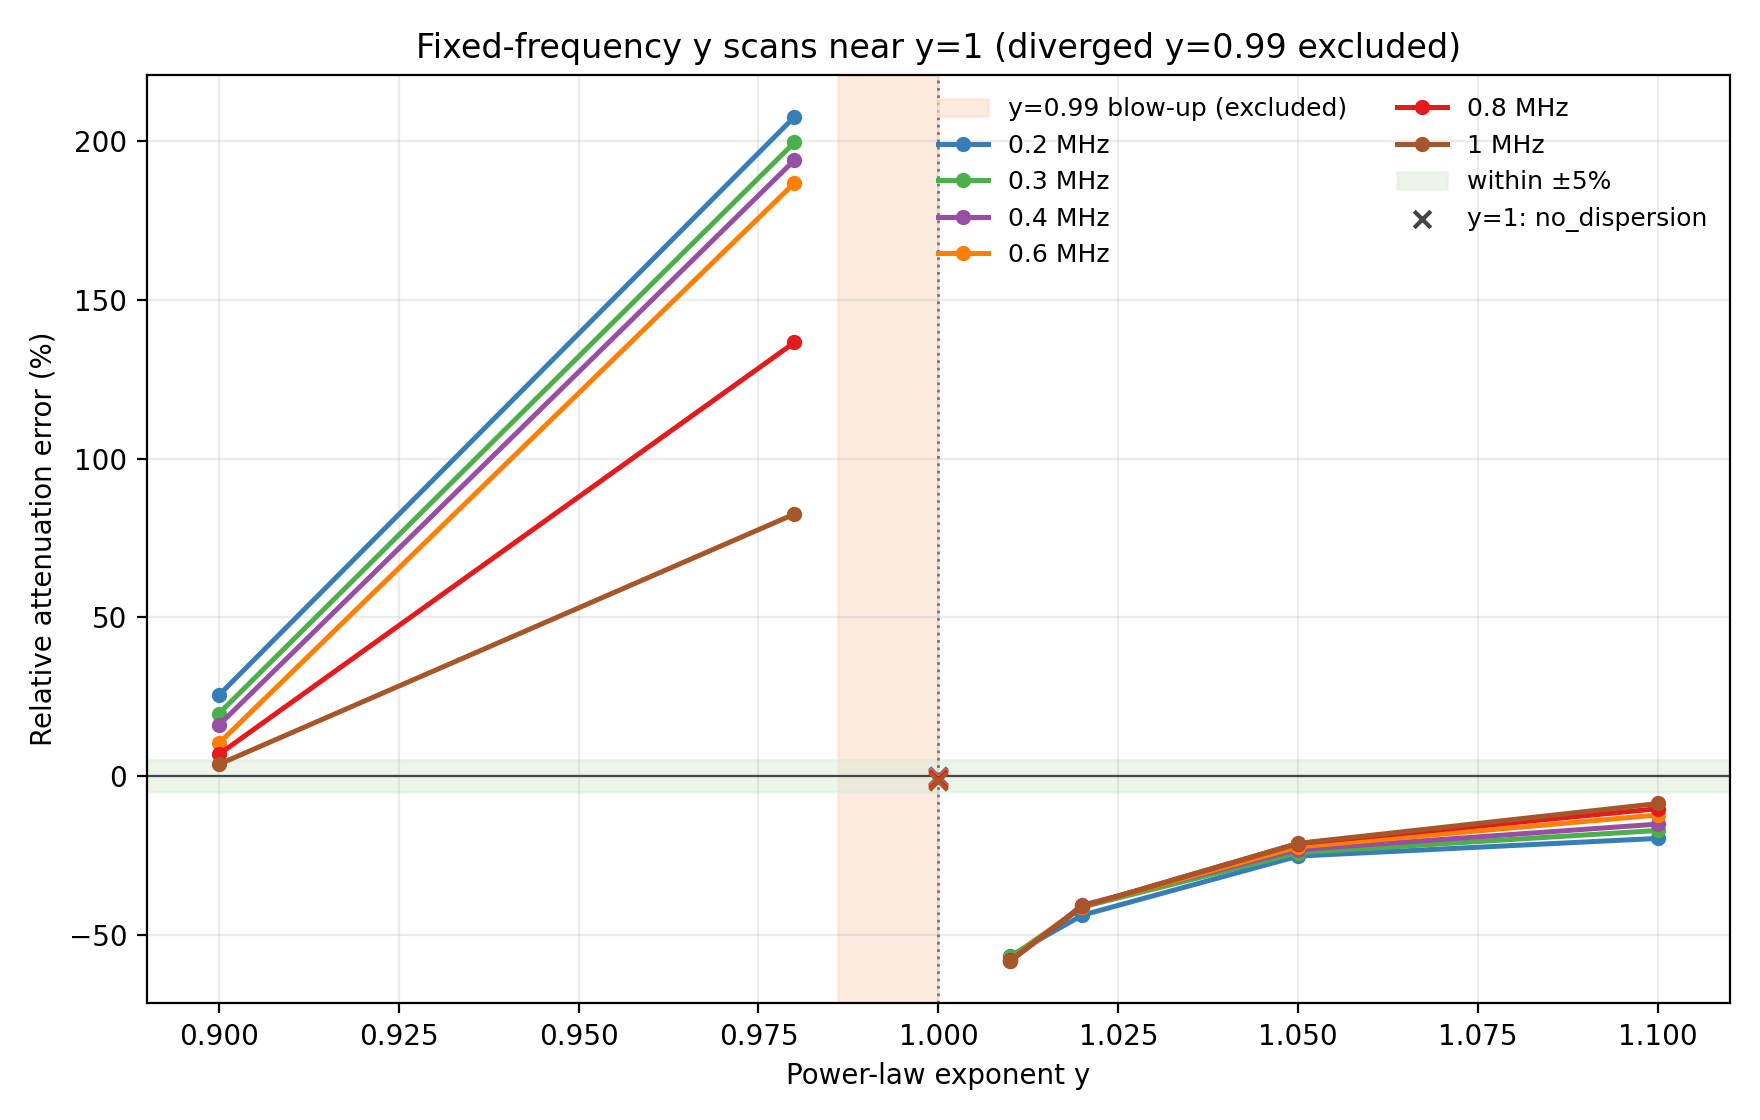 Fixed-frequency y scans near y=1 (diverged y=0.99 excluded)
y=0.99 blow-up (excluded)
0.2 MHz
0.3 MHz
0.4 MHz
0.6 MHz
0.8 MHz
1 MHz
within ±5%
y=1: no_dispersion
Relative attenuation error (%)
200
150
100
50
0
−50
0.900 0.925 0.950 0.975 1.000 1.025 1.050 1.075 1.100
Power-law exponent y